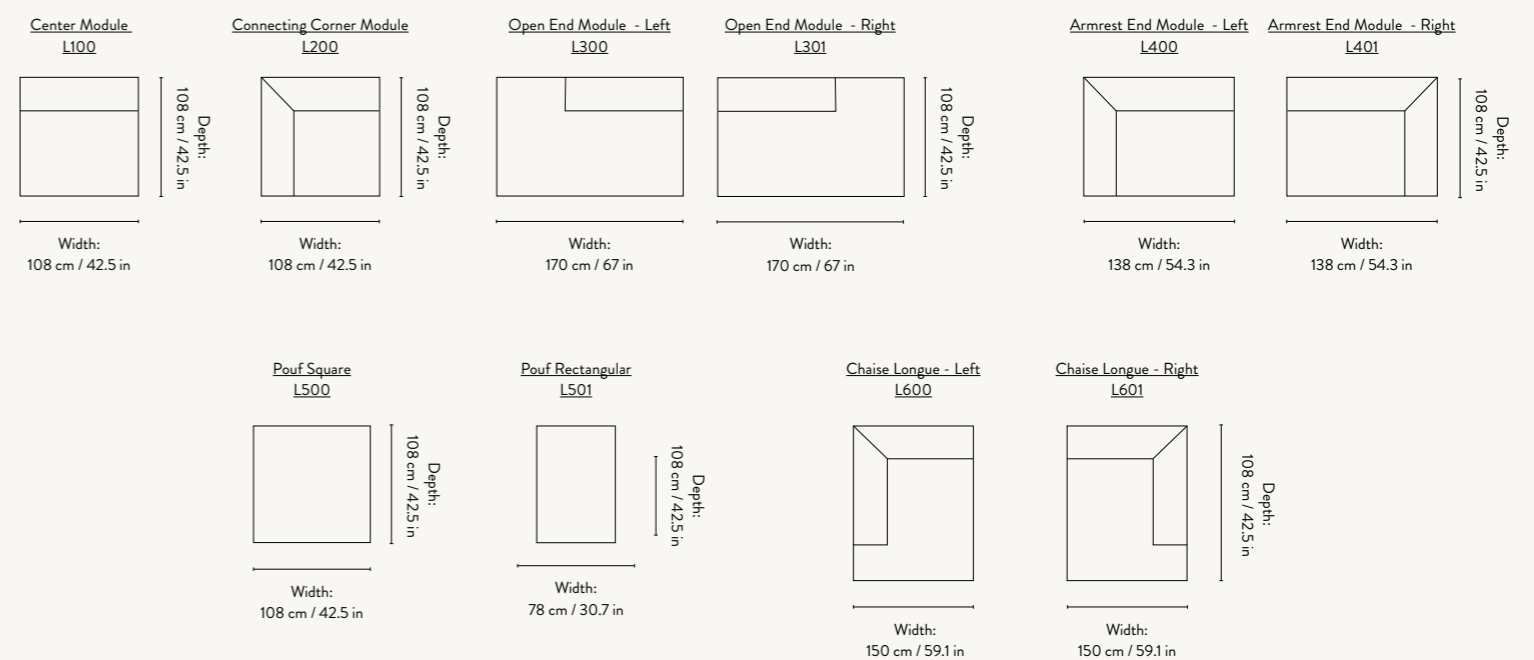 Center Module
L100
Depth:
108 cm / 42.5 in
Width:
108 cm / 42.5 in
Connecting Corner Module
L200
Depth:
108 cm / 42.5 in
Width:
108 cm / 42.5 in
Open End Module - Left
L300
Width:
170 cm / 67 in
Open End Module - Right
L301
Depth:
108 cm / 42.5 in
Width:
170 cm / 67 in
Armrest End Module - Left
L400
Width:
138 cm / 54.3 in
Armrest End Module - Right
L401
Depth:
108 cm / 42.5 in
Width:
138 cm / 54.3 in
Pouf Square
L500
Depth:
108 cm / 42.5 in
Width:
108 cm / 42.5 in
Pouf Rectangular
L501
Depth:
108 cm / 42.5 in
Width:
78 cm / 30.7 in
Chaise Longue - Left
L600
Width:
150 cm / 59.1 in
Chaise Longue - Right
L601
Depth:
108 cm / 42.5 in
Width:
150 cm / 59.1 in